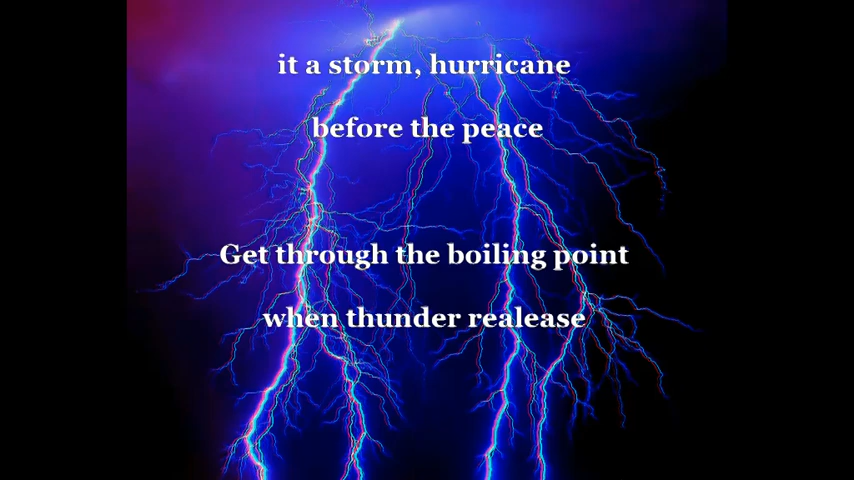 it a storm, hurricane
before the peace
Get through the boiling point
when thunder realease